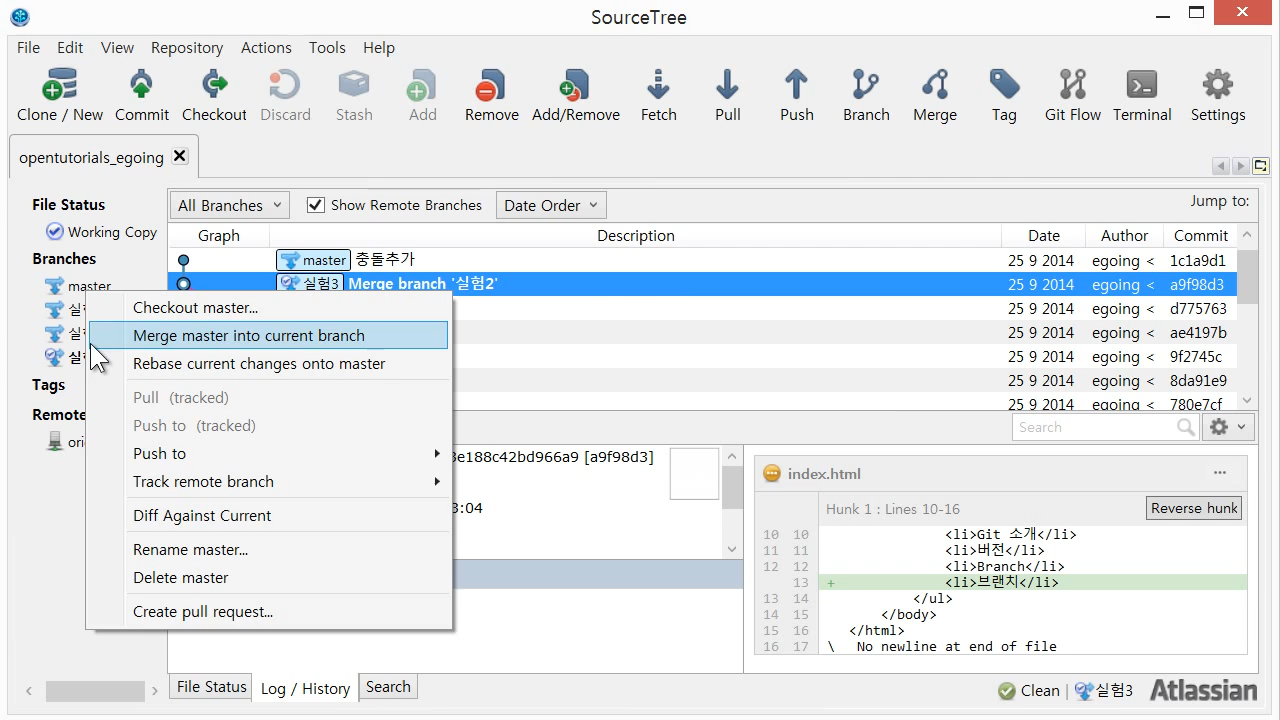 SourceTree
File Edit View Repository Actions Tools Help
Clone / New Commit Checkout Discard Stash Add Remove Add/Remove Fetch Pull Push Branch Merge Tag Git Flow Terminal Settings
opentutorials_egoing
File Status
Working Copy
Branches
master
실
실
실
Tags
Remote
ori
All Branches Show Remote Branches Date Order Jump to:
Graph Description Date Author Commit
master 충돌추가 25 9 2014 egoing < 1c1a9d1
실험3 Merge branch '실험2' 25 9 2014 egoing < a9f98d3
25 9 2014 egoing < d775763
25 9 2014 egoing < ae4197b
25 9 2014 egoing < 9f2745c
25 9 2014 egoing < 8da91e9
25 9 2014 egoing < 780e7cf
Checkout master...
Merge master into current branch
Rebase current changes onto master
Pull (tracked)
Push to (tracked)
Push to
Track remote branch
Diff Against Current
Rename master...
Delete master
Create pull request...
Search
3e188c42bd966a9 [a9f98d3]
3:04
index.html
Hunk 1 : Lines 10-16 Reverse hunk
10 10 <li>Git 소개</li>
11 11 <li>버전</li>
12 12 <li>Branch</li>
13 + <li>브랜치</li>
13 14 </ul>
14 15 </body>
15 16 </html>
16 17 \ No newline at end of file
File Status Log / History Search
Clean 실험3 Atlassian